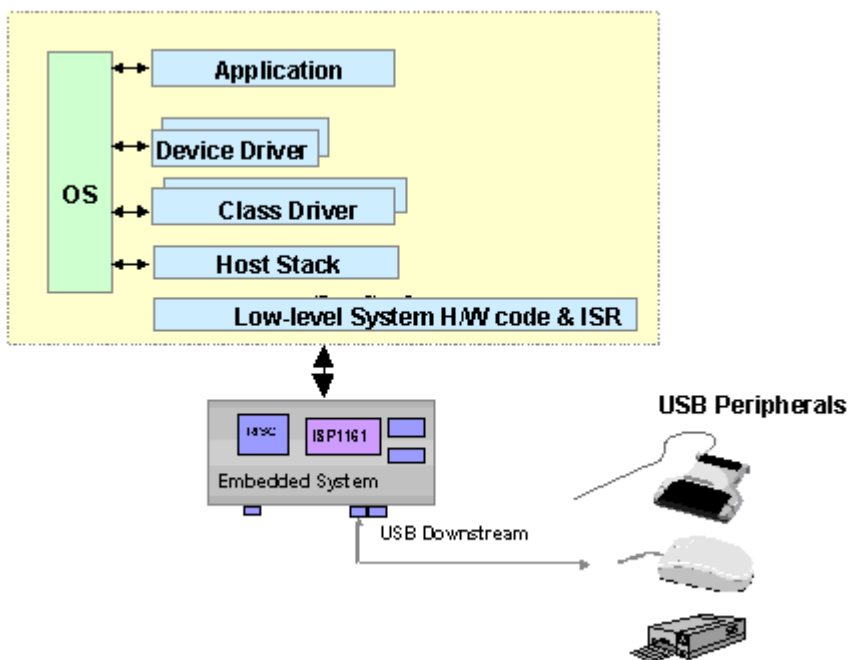 Application
Device Driver
OS
Class Driver
Host Stack
Low-level System H/W code & ISR
USB Peripherals
RISC
ISP1161
Embedded System
USB Downstream